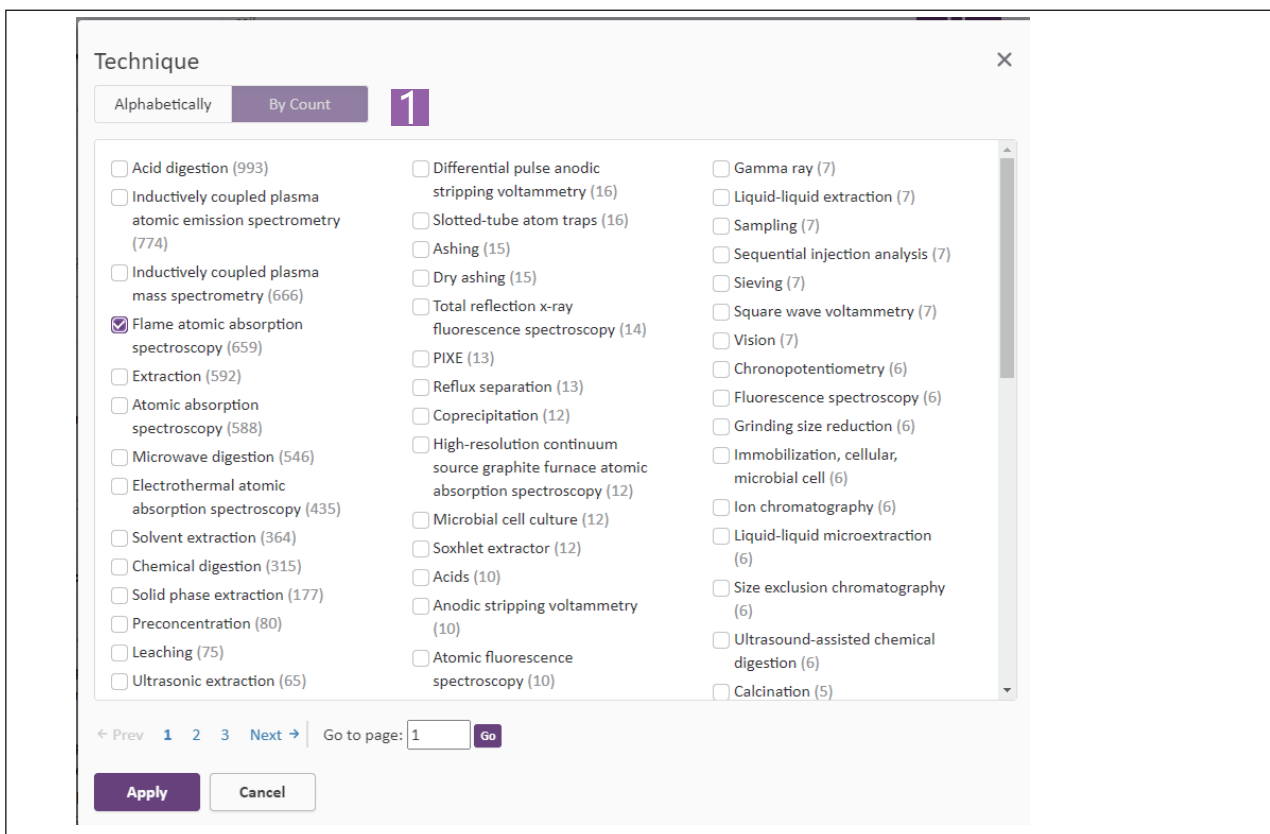 Technique
Alphabetically
By Count
1
Acid digestion (993)
Inductively coupled plasma
atomic emission spectrometry
(774)
Inductively coupled plasma
mass spectrometry (666)
Flame atomic absorption
spectroscopy (659)
Extraction (592)
Atomic absorption
spectroscopy (588)
Microwave digestion (546)
Electrothermal atomic
absorption spectroscopy (435)
Solvent extraction (364)
Chemical digestion (315)
Solid phase extraction (177)
Preconcentration (80)
Leaching (75)
Ultrasonic extraction (65)
Differential pulse anodic
stripping voltammetry (16)
Slotted-tube atom traps (16)
Ashing (15)
Dry ashing (15)
Total reflection x-ray
fluorescence spectroscopy (14)
PIXE (13)
Reflux separation (13)
Coprecipitation (12)
High-resolution continuum
source graphite furnace atomic
absorption spectroscopy (12)
Microbial cell culture (12)
Soxhlet extractor (12)
Acids (10)
Anodic stripping voltammetry
(10)
Atomic fluorescence
spectroscopy (10)
Gamma ray (7)
Liquid-liquid extraction (7)
Sampling (7)
Sequential injection analysis (7)
Sieving (7)
Square wave voltammetry (7)
Vision (7)
Chronopotentiometry (6)
Fluorescence spectroscopy (6)
Grinding size reduction (6)
Immobilization, cellular,
microbial cell (6)
Ion chromatography (6)
Liquid-liquid microextraction
(6)
Size exclusion chromatography
(6)
Ultrasound-assisted chemical
digestion (6)
Calcination (5)
← Prev 1 2 3 Next → Go to page: 1 Go
Apply
Cancel